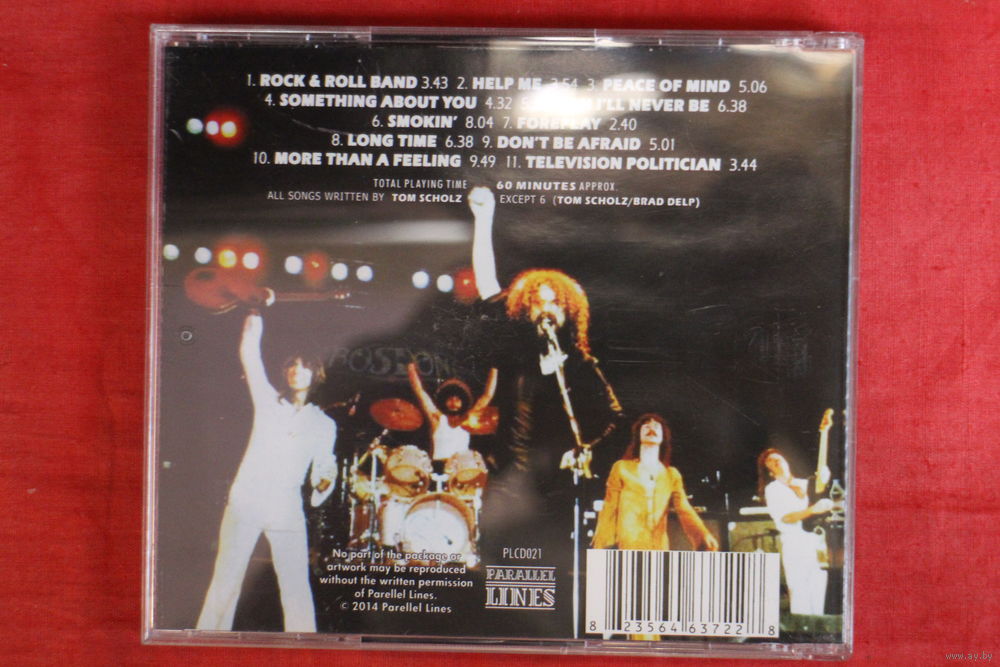 1. ROCK & ROLL BAND 3.43 2. HELP ME 3.54 3. PEACE OF MIND 5.06
4. SOMETHING ABOUT YOU 4.32 I'LL NEVER BE 6.38
6. SMOKIN' 8.04 7. FOREPLAY 2.40
8. LONG TIME 6.38 9. DON'T BE AFRAID 5.01
10. MORE THAN A FEELING 9.49 11. TELEVISION POLITICIAN 3.44
TOTAL PLAYING TIME 60 MINUTES APPROX.
ALL SONGS WRITTEN BY TOM SCHOLZ EXCEPT 6 (TOM SCHOLZ/BRAD DELP)
BOSTON
No part of the package or
artwork may be reproduced
without the written permission
of Parellel Lines.
© 2014 Parellel Lines
PLCD021
PARALLEL
LINES
8 23564 63722 8
www.ay.by